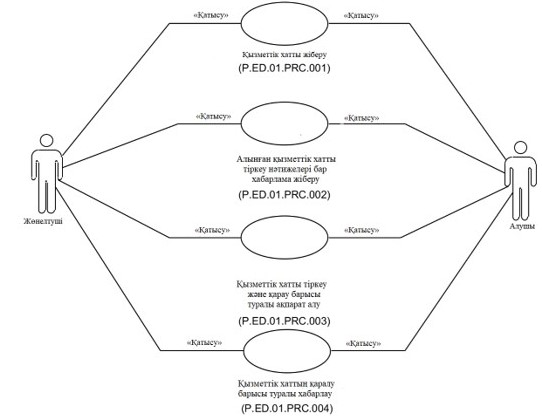 «Қатысу» «Қатысу»
Қызметтік хатты жіберу
(P.ED.01.PRC.001)
«Қатысу» «Қатысу»
Алынған қызметтік хатты
тіркеу нәтижелері бар
хабарлама жіберу
(P.ED.01.PRC.002)
Жөнелтуші
Алушы
«Қатысу» «Қатысу»
Қызметтік хатты тіркеу
және қарау барысы
туралы ақпарат алу
(P.ED.01.PRC.003)
«Қатысу» «Қатысу»
Қызметтік хаттың қаралу
барысы туралы хабарлау
(P.ED.01.PRC.004)